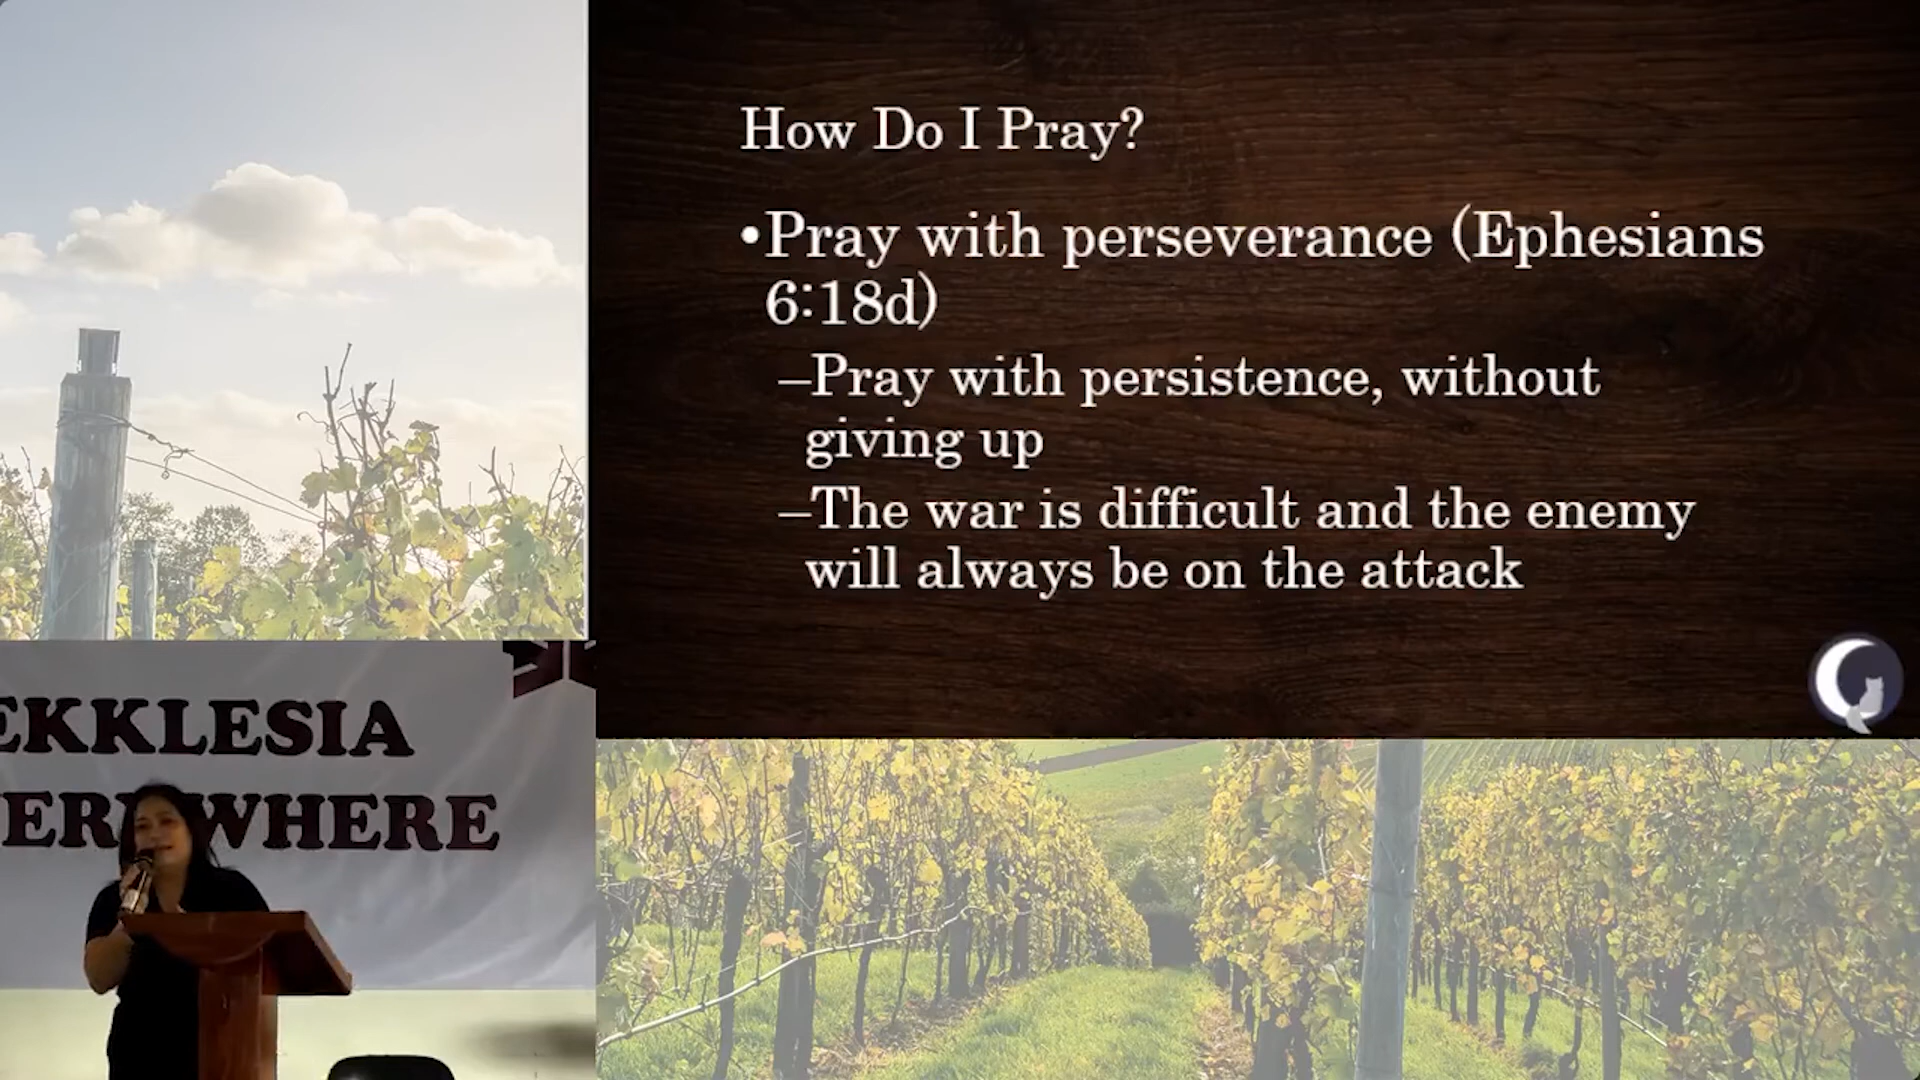 How Do I Pray?
•Pray with perseverance (Ephesians
6:18d)
–Pray with persistence, without
giving up
–The war is difficult and the enemy
will always be on the attack
EKKLESIA
WHERE